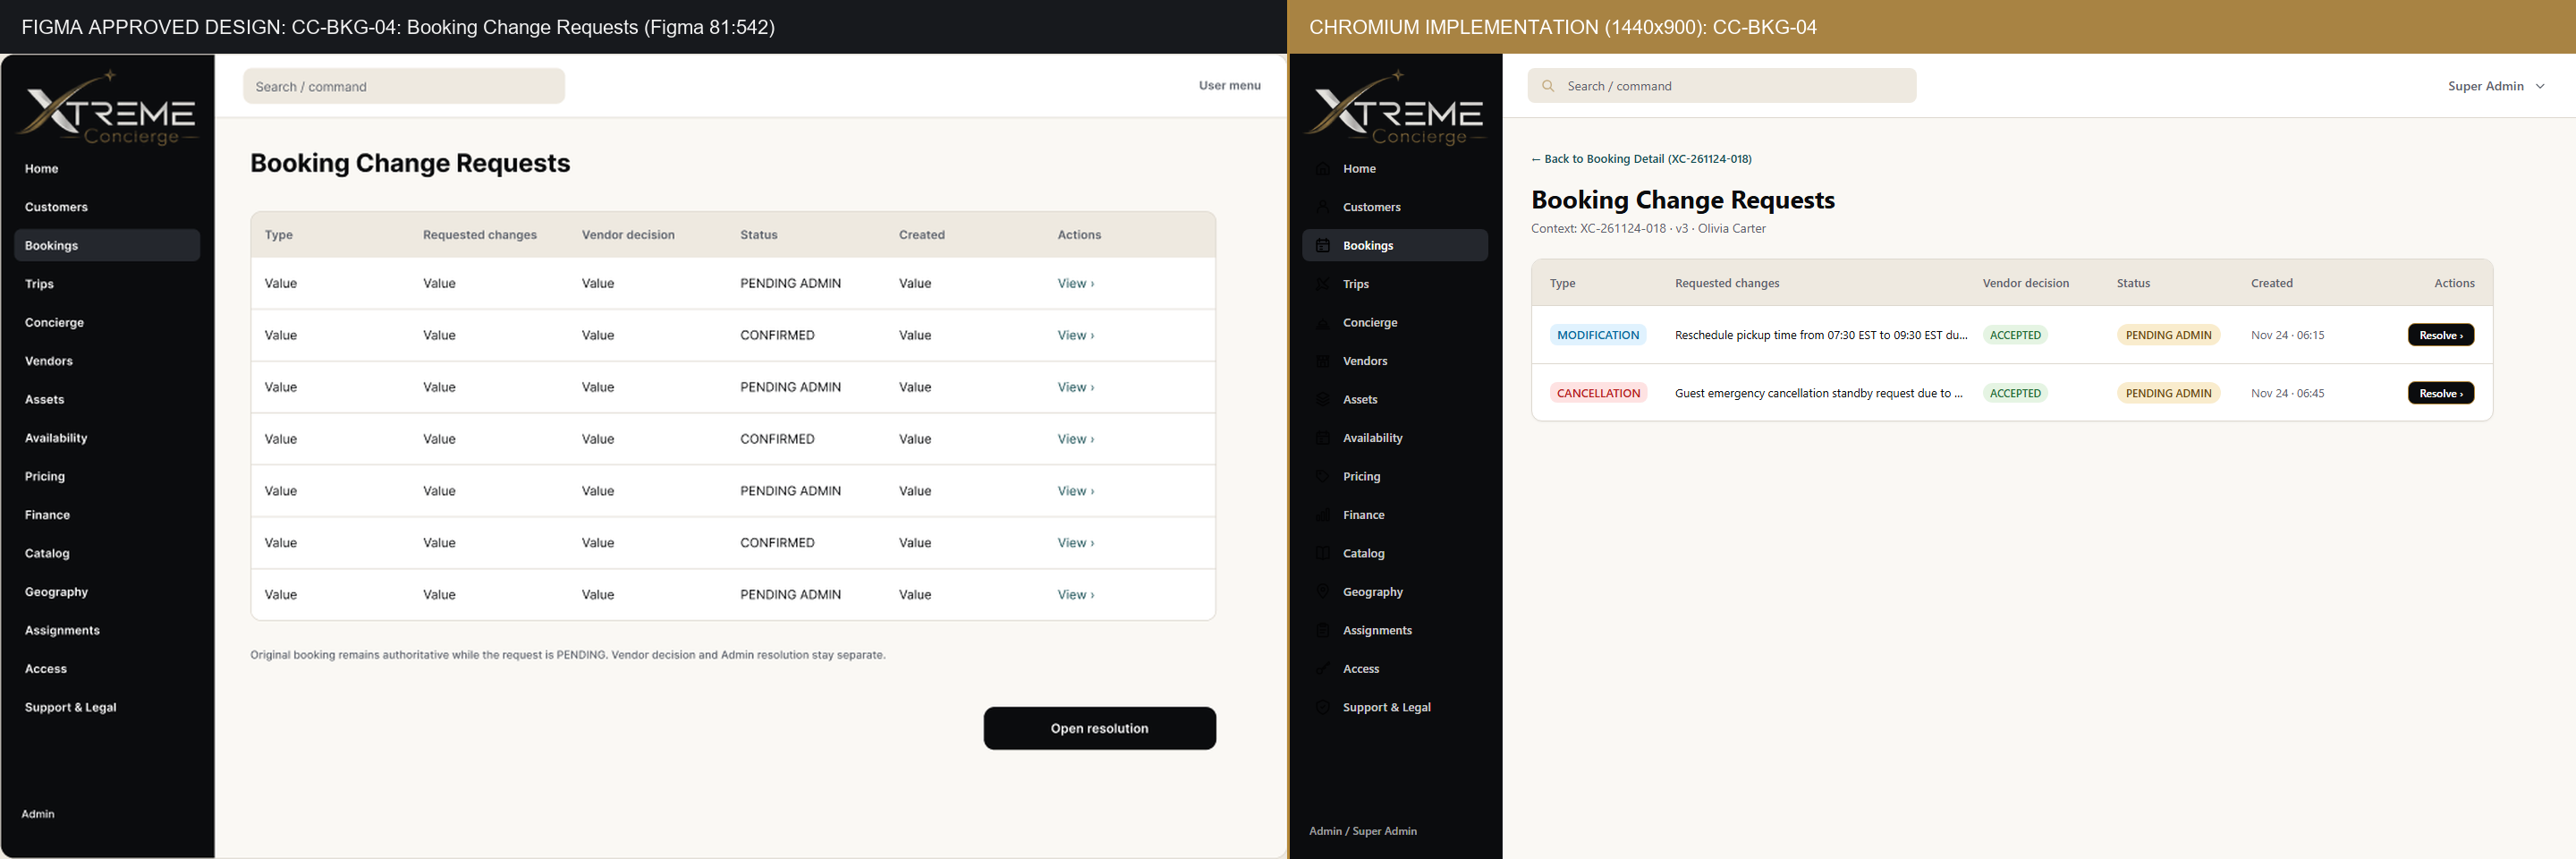 FIGMA APPROVED DESIGN: CC-BKG-04: Booking Change Requests (Figma 81:542)
XTREME
Concierge
Home
Customers
Bookings
Trips
Concierge
Vendors
Assets
Availability
Pricing
Finance
Catalog
Geography
Assignments
Access
Support & Legal
Admin
Search / command
User menu
Booking Change Requests
Type Requested changes Vendor decision Status Created Actions
Value Value Value PENDING ADMIN Value View ›
Value Value Value CONFIRMED Value View ›
Value Value Value PENDING ADMIN Value View ›
Value Value Value CONFIRMED Value View ›
Value Value Value PENDING ADMIN Value View ›
Value Value Value CONFIRMED Value View ›
Value Value Value PENDING ADMIN Value View ›
Original booking remains authoritative while the request is PENDING. Vendor decision and Admin resolution stay separate.
Open resolution
CHROMIUM IMPLEMENTATION (1440x900): CC-BKG-04
XTREME
Concierge
Home
Customers
Bookings
Trips
Concierge
Vendors
Assets
Availability
Pricing
Finance
Catalog
Geography
Assignments
Access
Support & Legal
Admin / Super Admin
Search / command
Super Admin
← Back to Booking Detail (XC-261124-018)
Booking Change Requests
Context: XC-261124-018 · v3 · Olivia Carter
Type Requested changes Vendor decision Status Created Actions
MODIFICATION Reschedule pickup time from 07:30 EST to 09:30 EST du... ACCEPTED PENDING ADMIN Nov 24 · 06:15 Resolve ›
CANCELLATION Guest emergency cancellation standby request due to ... ACCEPTED PENDING ADMIN Nov 24 · 06:45 Resolve ›